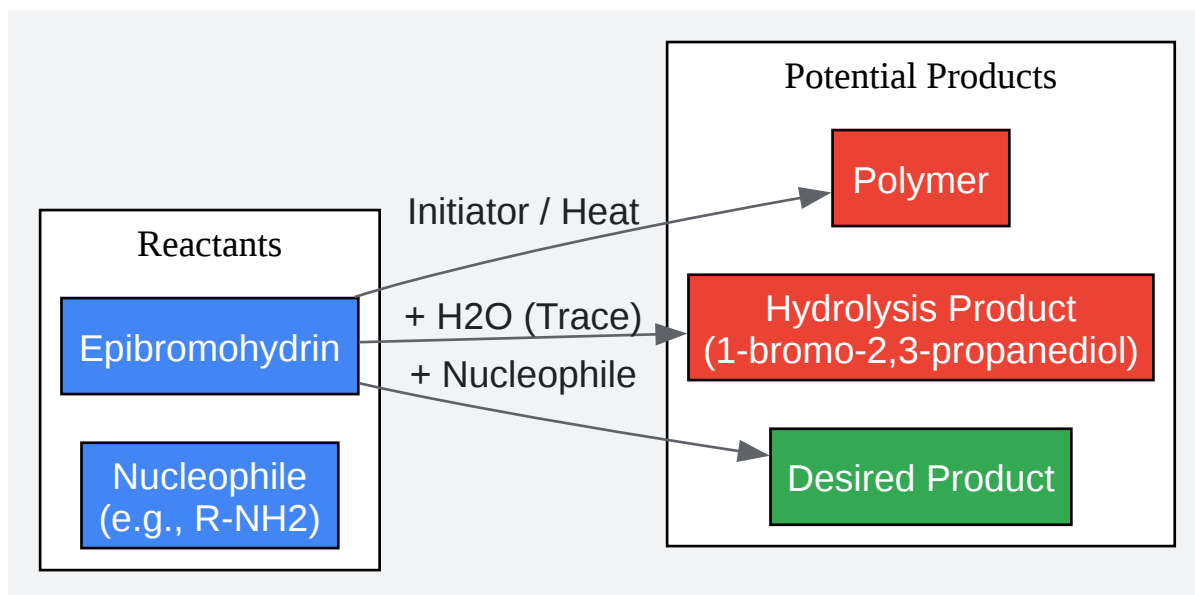 Reactants
Epibromohydrin
Nucleophile
(e.g., R-NH2)
Initiator / Heat
+ H2O (Trace)
+ Nucleophile
Potential Products
Polymer
Hydrolysis Product
(1-bromo-2,3-propanediol)
Desired Product